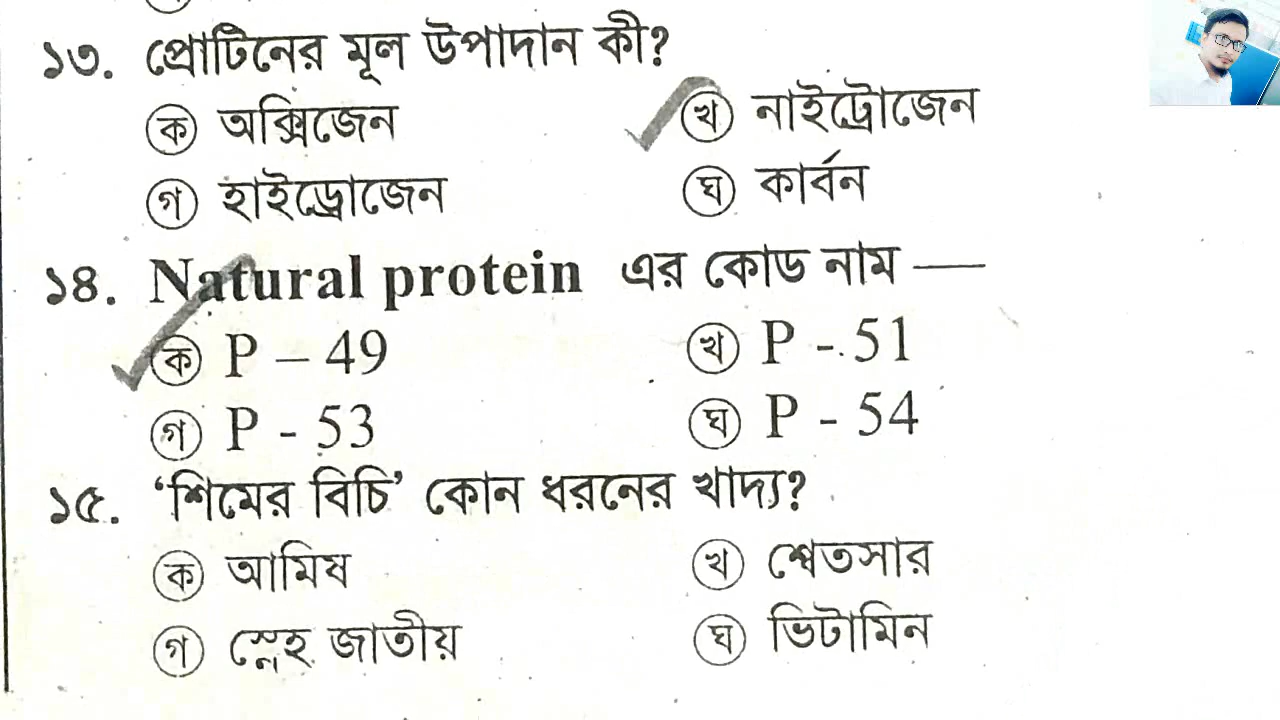 ১৩. প্রোটিনের মূল উপাদান কী?
ক অক্সিজেন খ নাইট্রোজেন
গ হাইড্রোজেন ঘ কার্বন
১৪. Natural protein এর কোড নাম —
ক P – 49 খ P - 51
গ P - 53 ঘ P - 54
১৫. ‘শিমের বিচি’ কোন ধরনের খাদ্য?
ক আমিষ খ শ্বেতসার
গ স্নেহ জাতীয় ঘ ভিটামিন